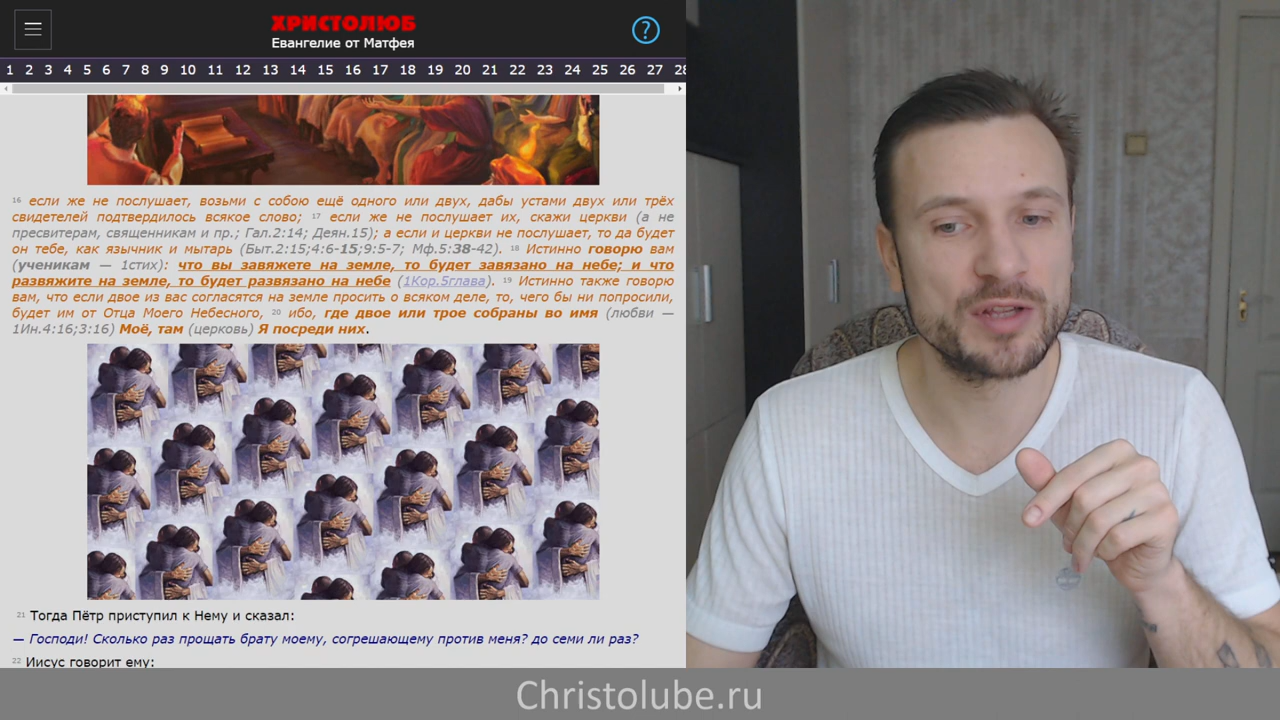 ХРИСТОЛЮБ
Евангелие от Матфея
1 2 3 4 5 6 7 8 9 10 11 12 13 14 15 16 17 18 19 20 21 22 23 24 25 26 27 28
16 если же не послушает, возьми с собою ещё одного или двух, дабы устами двух или трёх
свидетелей подтвердилось всякое слово; 17 если же не послушает их, скажи церкви (а не
пресвитерам, священникам и пр.; Гал.2:14; Деян.15); а если и церкви не послушает, то да будет
он тебе, как язычник и мытарь (Быт.2:15;4:6-15;9:5-7; Мф.5:38-42). 18 Истинно говорю вам
(ученикам — 1стих): что вы завяжете на земле, то будет завязано на небе; и что
развяжите на земле, то будет развязано на небе (1Кор.5глава). 19 Истинно также говорю
вам, что если двое из вас согласятся на земле просить о всяком деле, то, чего бы ни попросили,
будет им от Отца Моего Небесного, 20 ибо, где двое или трое собраны во имя (любви —
1Ин.4:16;3:16) Моё, там (церковь) Я посреди них.
21 Тогда Пётр приступил к Нему и сказал:
— Господи! Сколько раз прощать брату моему, согрешающему против меня? до семи ли раз?
22 Иисус говорит ему:
Christolube.ru